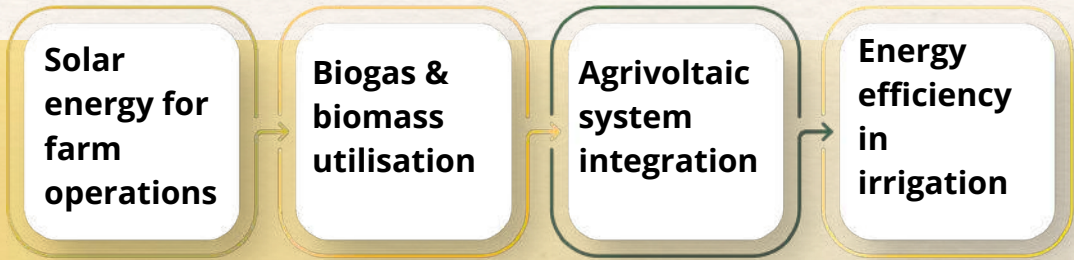 Solar
energy for
farm
operations
Biogas &
biomass
utilisation
Agrivoltaic
system
integration
Energy
efficiency
in
irrigation